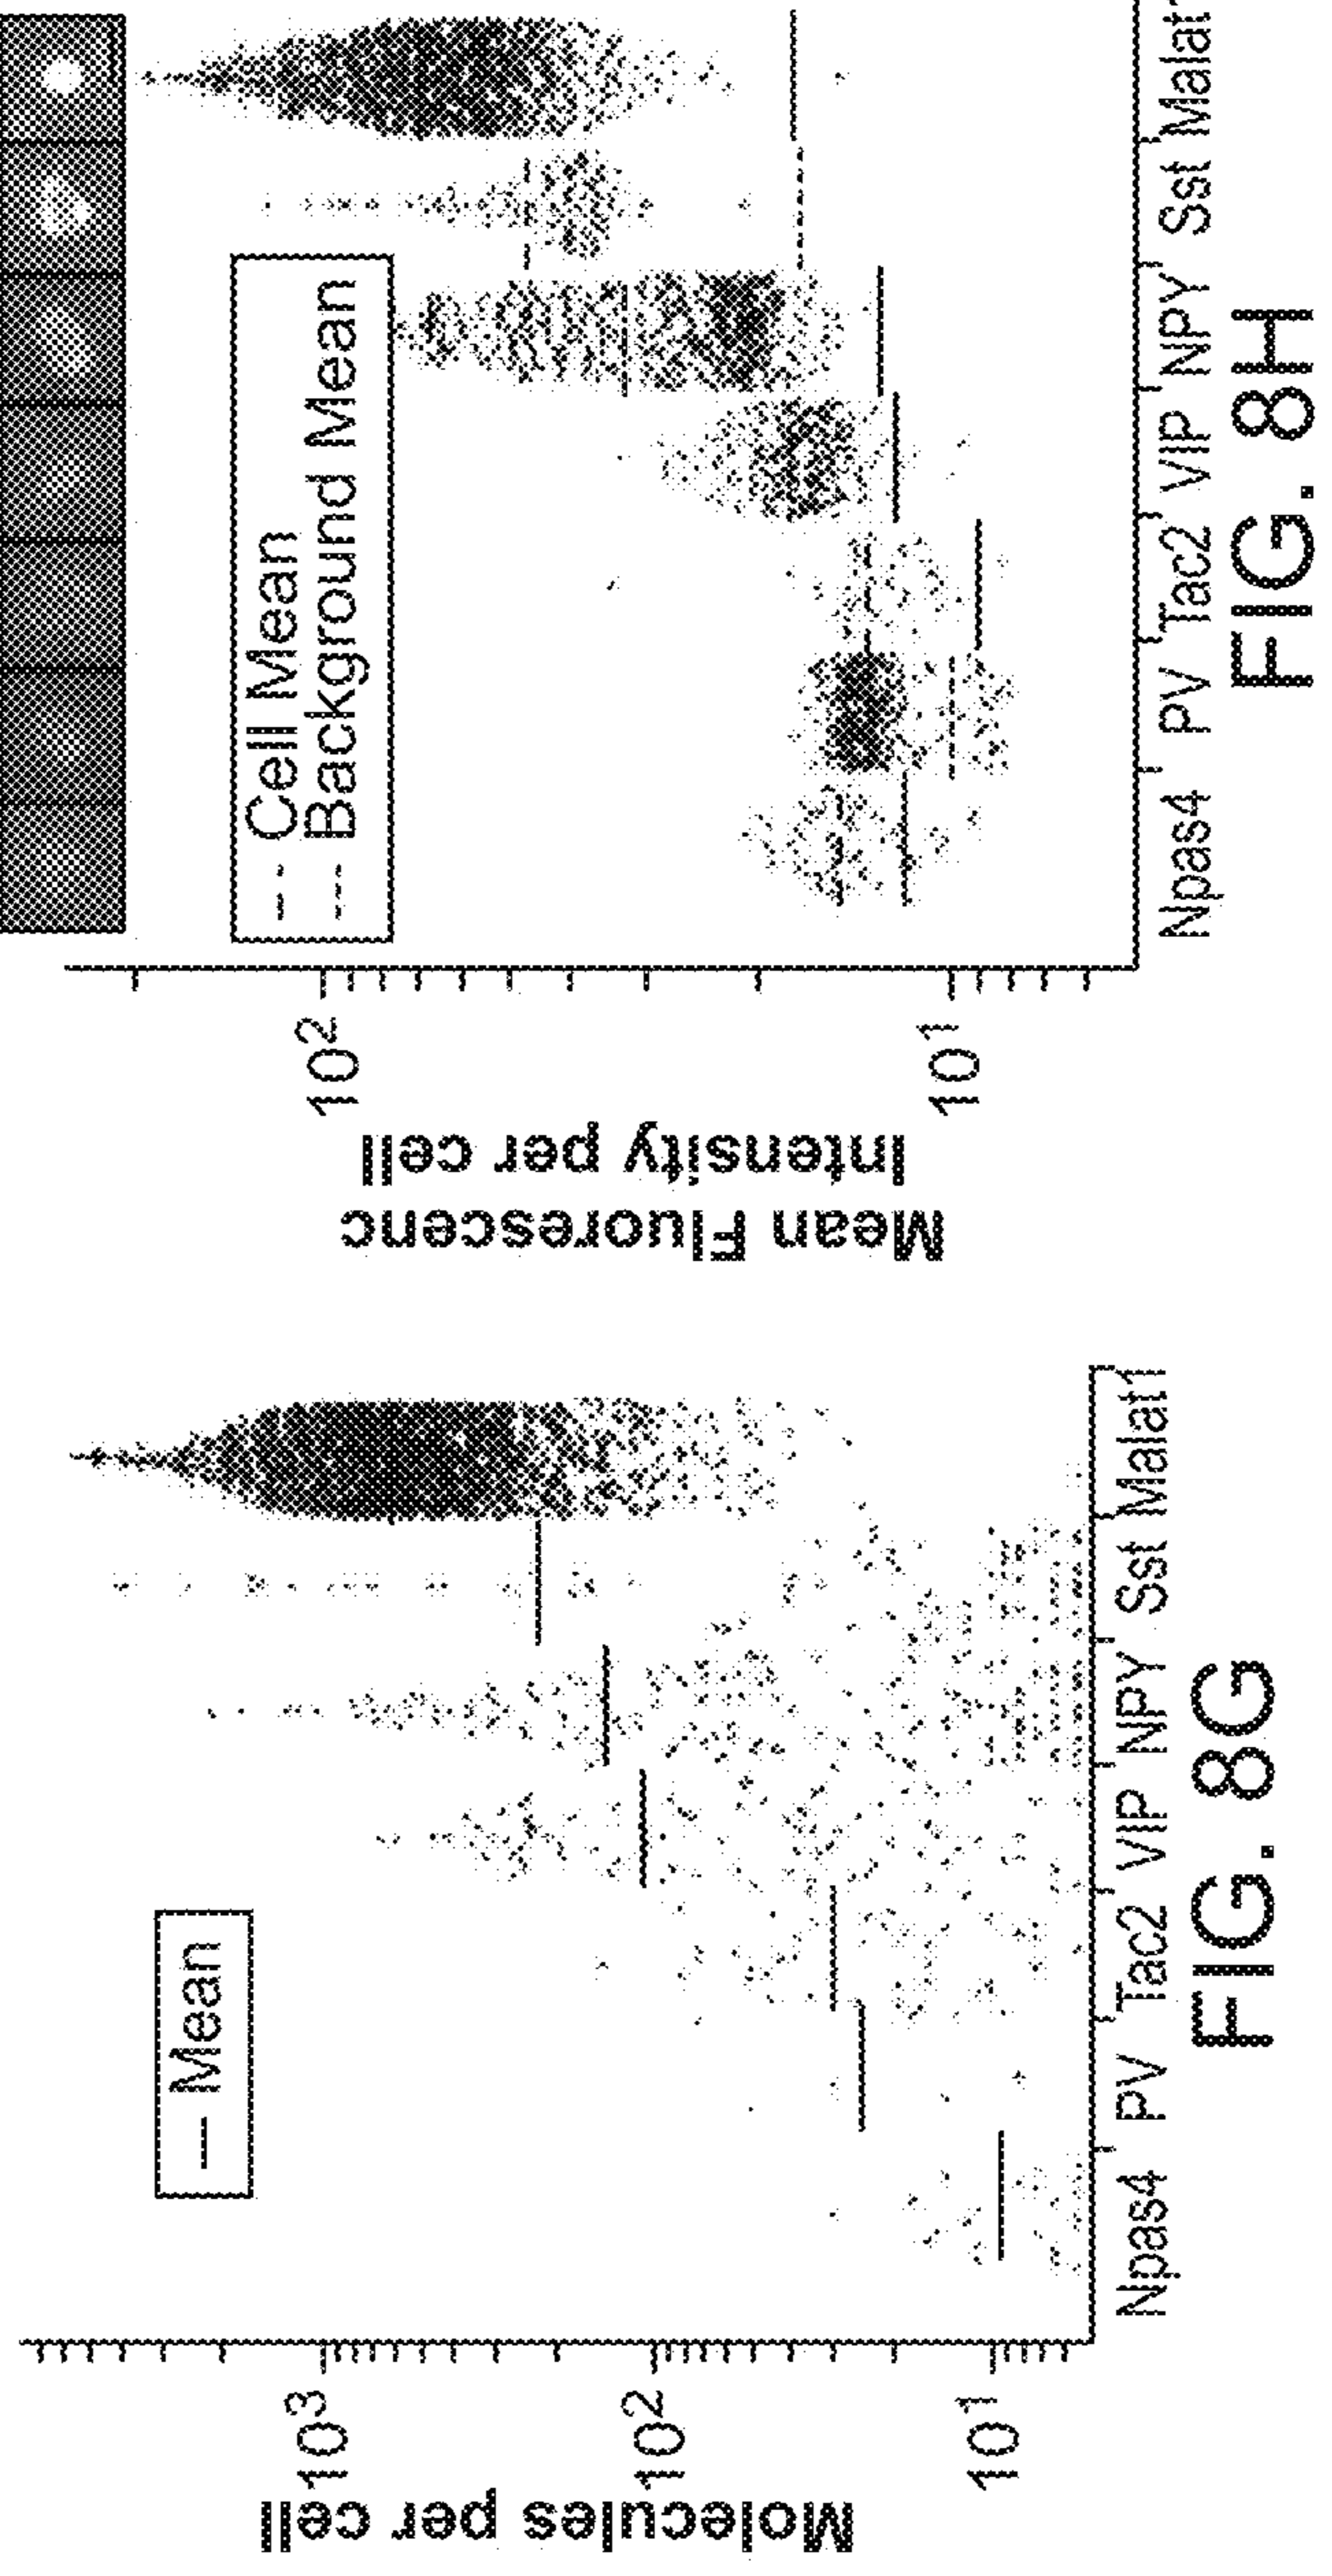 Molecules per cell
10³
10²
10¹
— Mean
Npas4 PV Tac2 VIP NPY Sst Malat1
FIG. 8G
Mean Fluorescenc
Intensity per cell
10²
10¹
-- Cell Mean
--- Background Mean
Npas4 PV Tac2 VIP NPY Sst Malat1
FIG. 8H